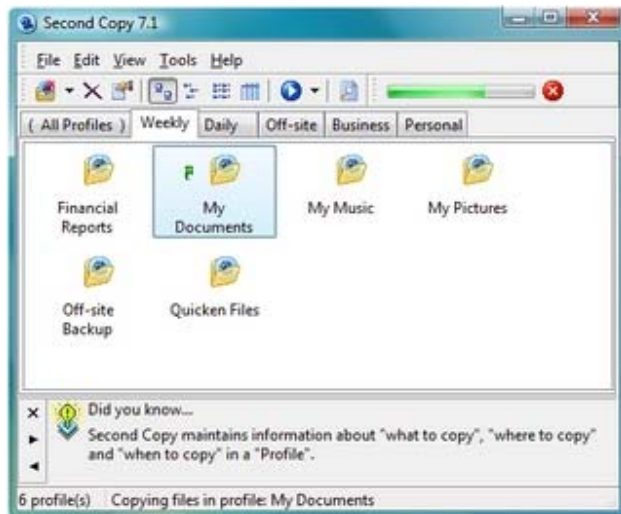 Second Copy 7.1
File Edit View Tools Help
( All Profiles ) Weekly Daily Off-site Business Personal
Financial Reports
My Documents
My Music
My Pictures
Off-site Backup
Quicken Files
Did you know...
Second Copy maintains information about "what to copy", "where to copy"
and "when to copy" in a "Profile".
6 profile(s) Copying files in profile: My Documents